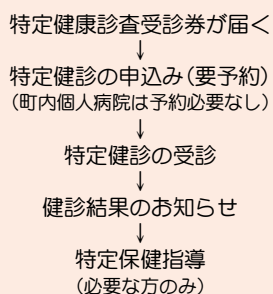 特定健康診査受診券が届く
↓
特定健診の申込み（要予約）
（町内個人病院は予約必要なし）
↓
特定健診の受診
↓
健診結果のお知らせ
↓
特定保健指導
（必要な方のみ）